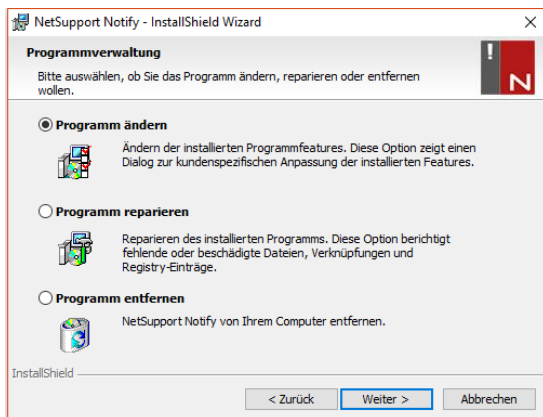 NetSupport Notify - InstallShield Wizard
Programmverwaltung
Bitte auswählen, ob Sie das Programm ändern, reparieren oder entfernen
wollen.
! N
Programm ändern
Ändern der installierten Programmfeatures. Diese Option zeigt einen
Dialog zur kundenspezifischen Anpassung der installierten Features.
Programm reparieren
Reparieren des installierten Programms. Diese Option berichtigt
fehlende oder beschädigte Dateien, Verknüpfungen und
Registry-Einträge.
Programm entfernen
NetSupport Notify von Ihrem Computer entfernen.
InstallShield
< Zurück
Weiter >
Abbrechen